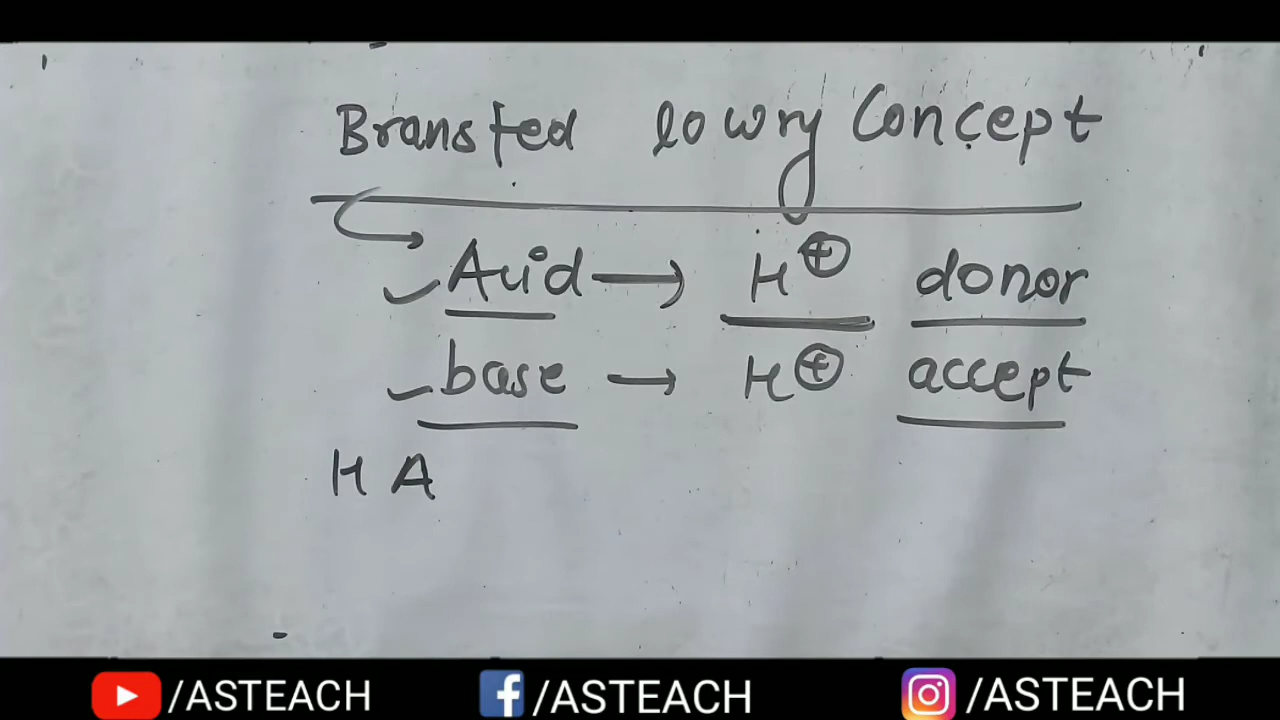 Bransted lowry Concept
Acid → H⊕ donor
base → H⊕ accept
H A
/ASTEACH /ASTEACH /ASTEACH